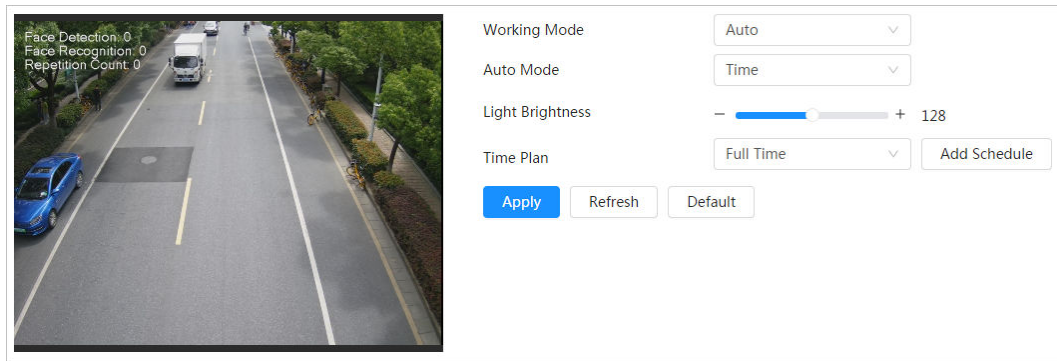 Face Detection: 0
Face Recognition: 0
Repetition Count: 0
Working Mode Auto
Auto Mode Time
Light Brightness − + 128
Time Plan Full Time Add Schedule
Apply Refresh Default